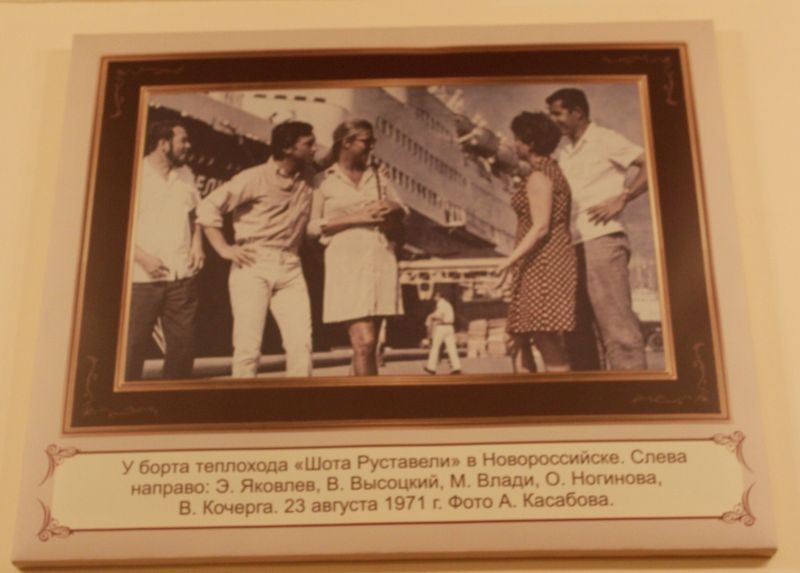 У борта теплохода «Шота Руставели» в Новороссийске. Слева
направо: Э. Яковлев, В. Высоцкий, М. Влади, О. Ногинова,
В. Кочерга. 23 августа 1971 г. Фото А. Касабова.